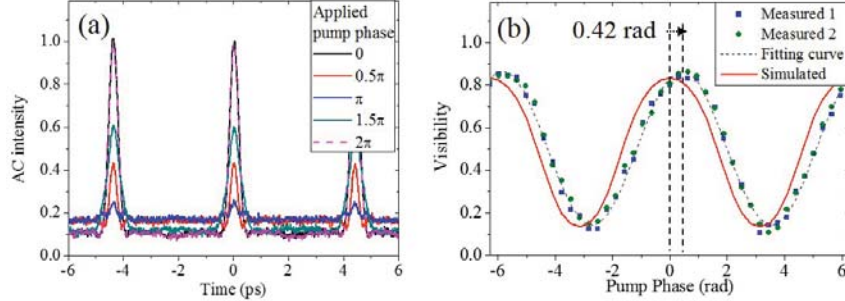 (a)
Applied
pump phase
0
0.5π
π
1.5π
2π
AC intensity
1.0
0.8
0.6
0.4
0.2
0.0
-6 -4 -2 0 2 4 6
Time (ps)
(b)
0.42 rad
Measured 1
Measured 2
Fitting curve
Simulated
Visibility
1.0
0.8
0.6
0.4
0.2
0.0
-6 -4 -2 0 2 4 6
Pump Phase (rad)